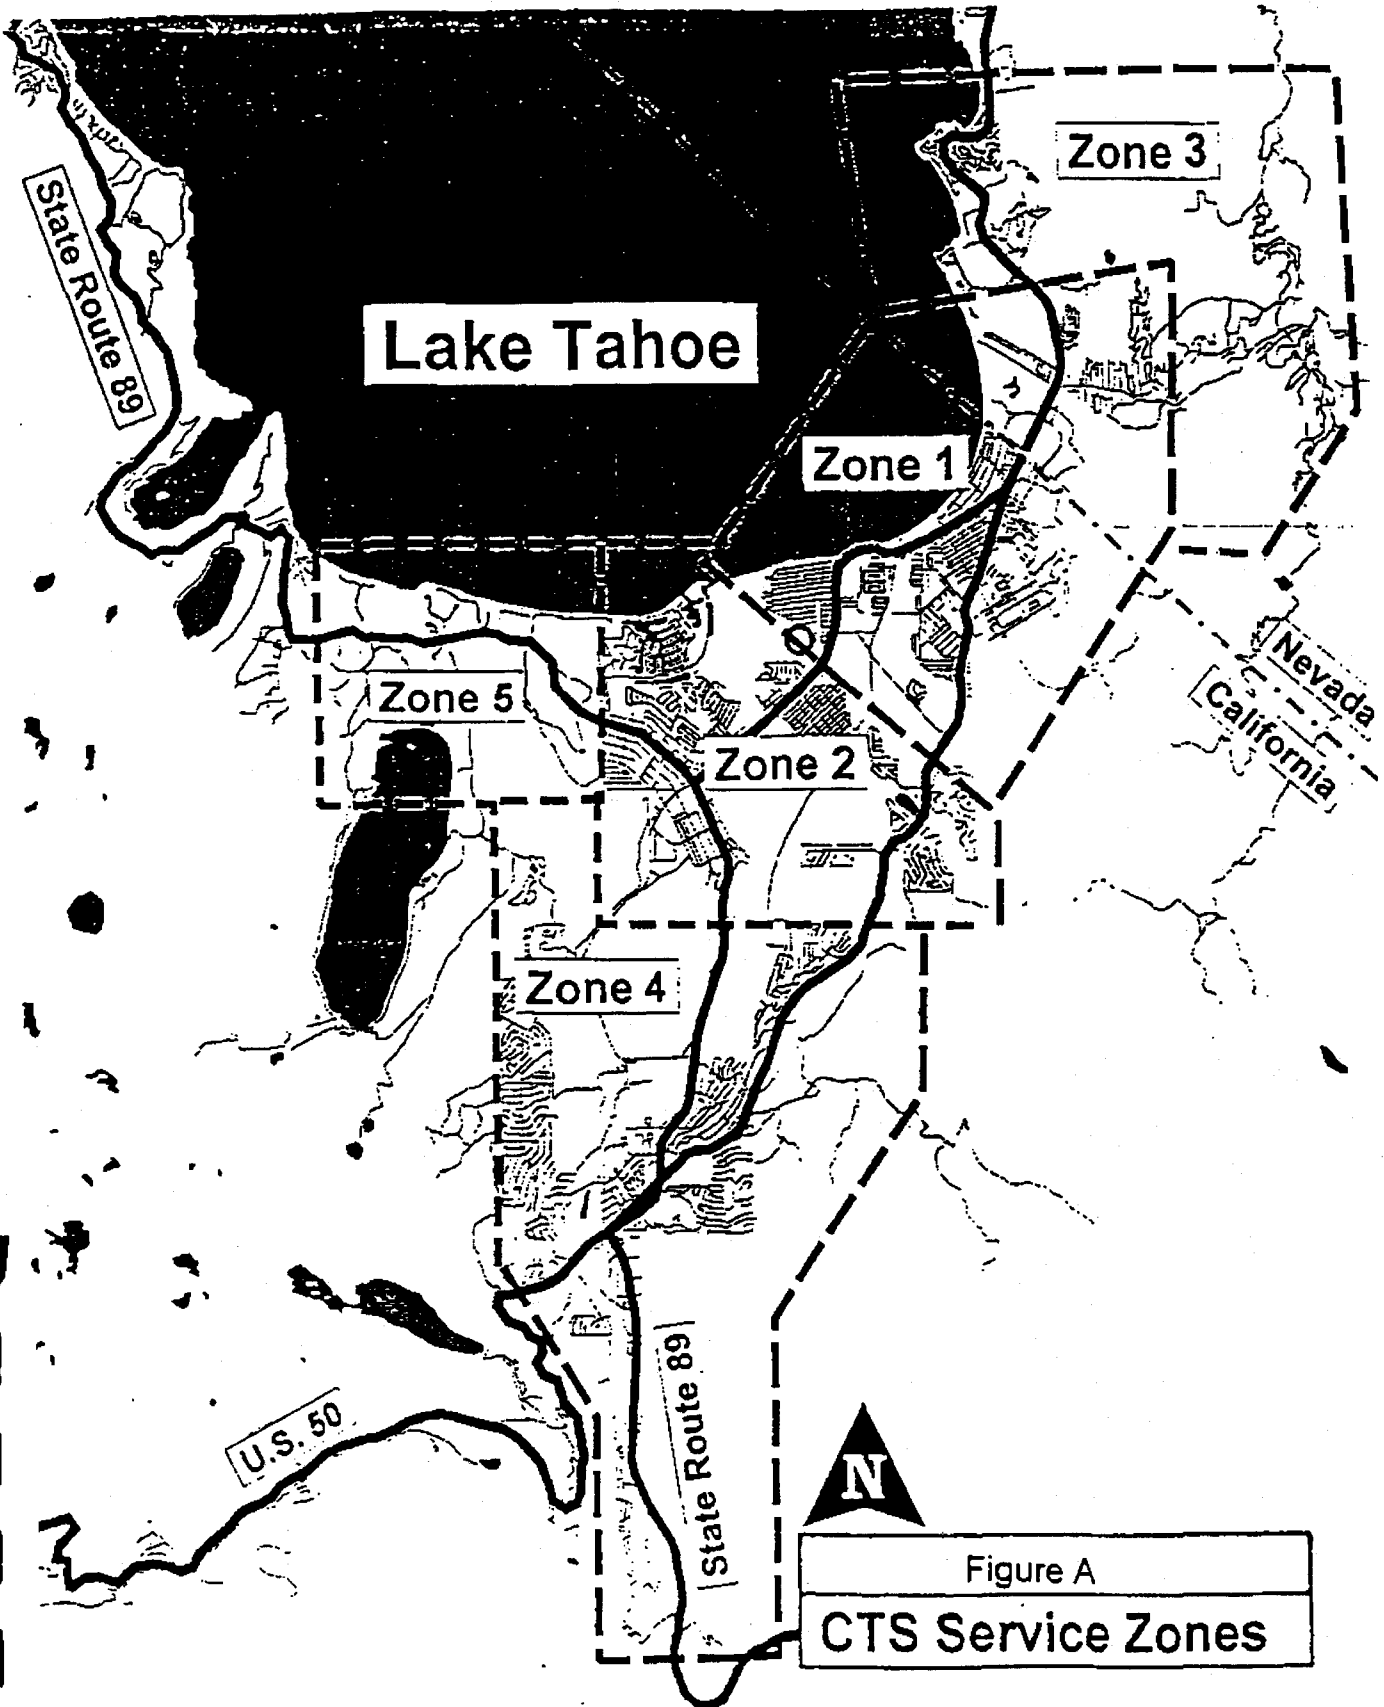 Zone 3
State Route 89
Lake Tahoe
Zone 1
Nevada
California
Zone 5
Zone 2
Zone 4
State Route 89
U.S. 50
N
Figure A
CTS Service Zones